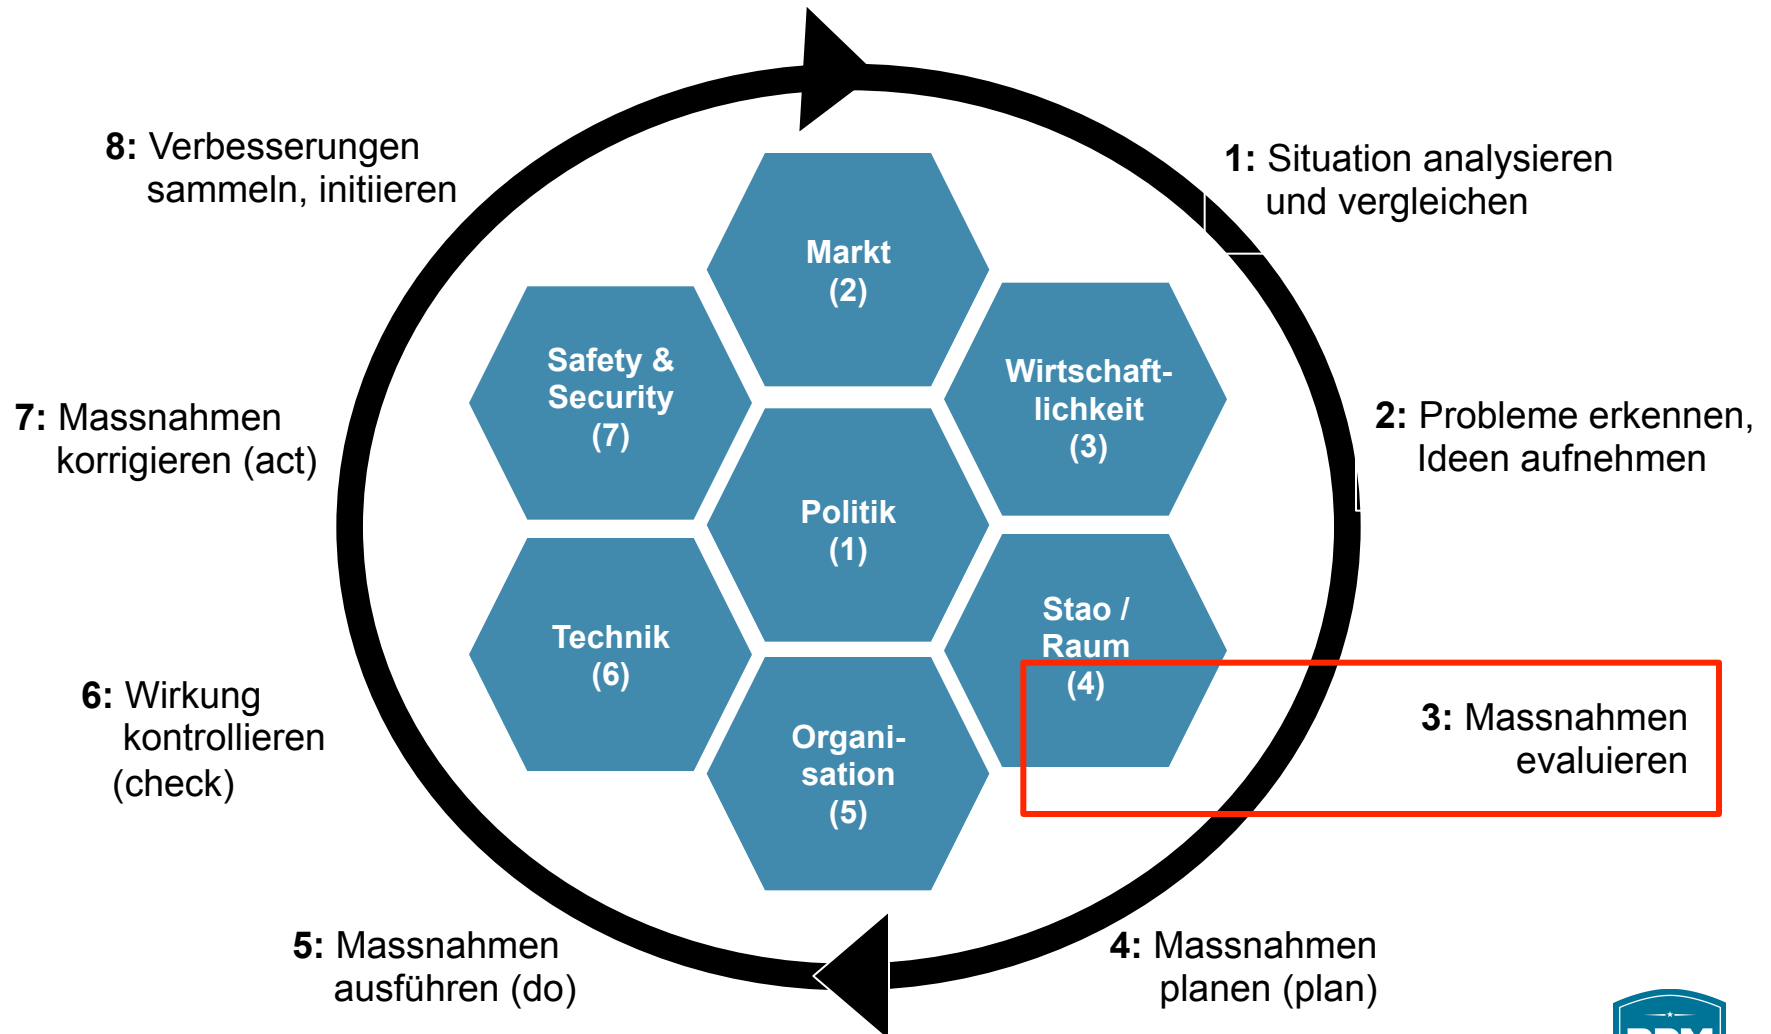 8: Verbesserungen
sammeln, initiieren
1: Situation analysieren
und vergleichen
Markt
(2)
Safety &
Security
(7)
Wirtschaft-
lichkeit
(3)
7: Massnahmen
korrigieren (act)
2: Probleme erkennen,
Ideen aufnehmen
Politik
(1)
Stao /
Raum
(4)
Technik
(6)
6: Wirkung
kontrollieren
(check)
3: Massnahmen
evaluieren
Organi-
sation
(5)
5: Massnahmen
ausführen (do)
4: Massnahmen
planen (plan)